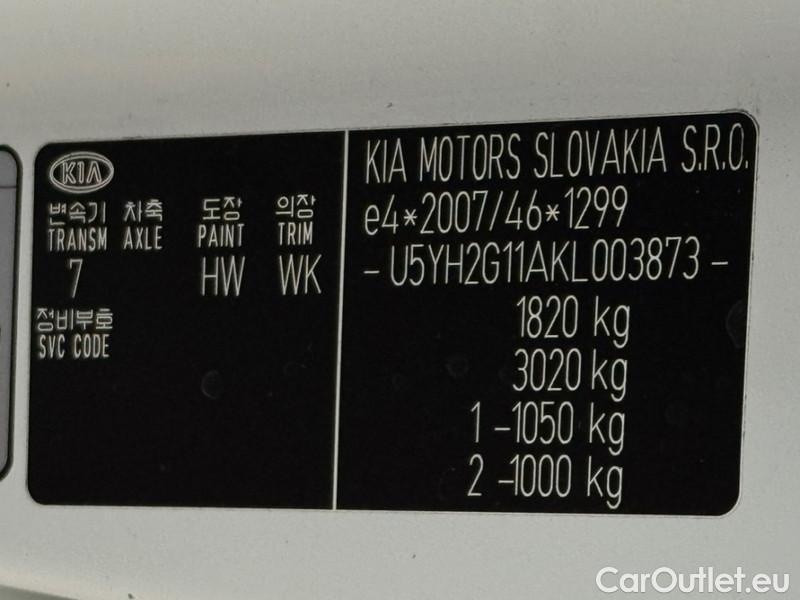 KIA
변속기 차축 도장 의장
TRANSM AXLE PAINT TRIM
7 HW WK
정비부호
SVC CODE
KIA MOTORS SLOVAKIA S.R.O.
e4*2007/46*1299
-U5YH2G11AKL003873-
1820 kg
3020 kg
1 -1050 kg
2 -1000 kg
CarOutlet.eu